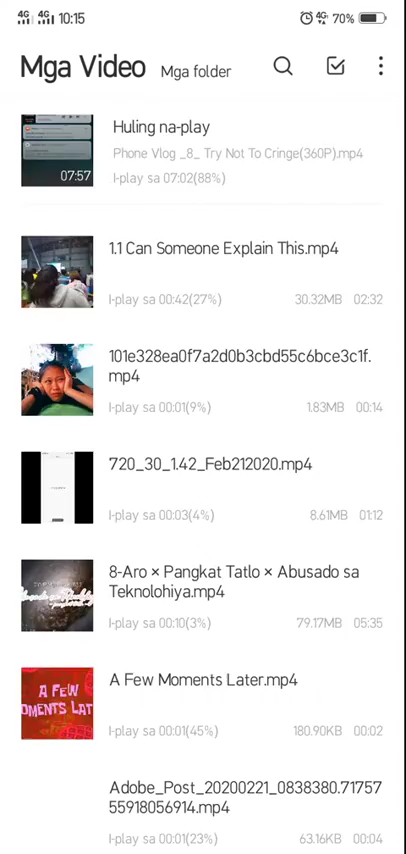 4G 4G 10:15 4G 70%
Mga Video Mga folder
Huling na-play
Phone Vlog _8_ Try Not To Cringe(360P).mp4
07:57
I-play sa 07:02(88%)
1.1 Can Someone Explain This.mp4
I-play sa 00:42(27%) 30.32MB 02:32
101e328ea0f7a2d0b3cbd55c6bce3c1f.
mp4
I-play sa 00:01(9%) 1.83MB 00:14
720_30_1.42_Feb212020.mp4
I-play sa 00:03(4%) 8.61MB 01:12
8-Aro × Pangkat Tatlo × Abusado sa
Teknolohiya.mp4
I-play sa 00:10(3%) 79.17MB 05:35
A Few Moments Later.mp4
A FEW
OMENTS LAT
I-play sa 00:01(45%) 180.90KB 00:02
Adobe_Post_20200221_0838380.71757
55918056914.mp4
I-play sa 00:01(23%) 63.16KB 00:04